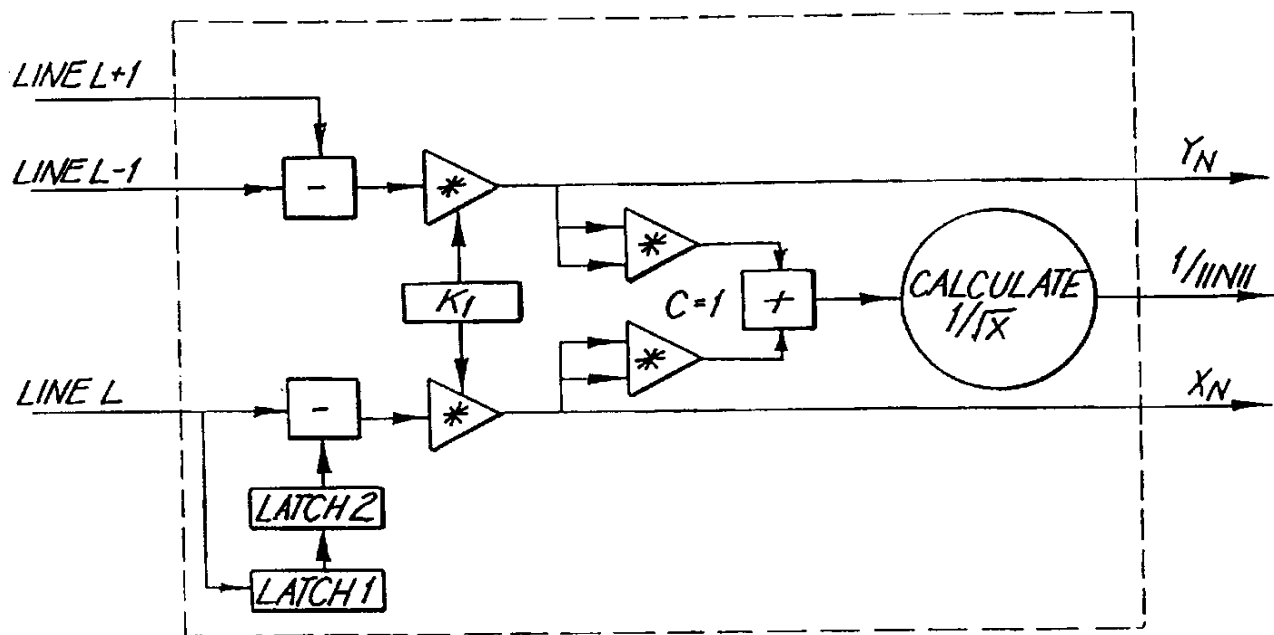 LINE L+1
LINE L-1
-
*
Y_N
*
K1
C=1
+
CALCULATE
1/√X
1/||N||
*
LINE L
-
*
X_N
LATCH 2
LATCH 1